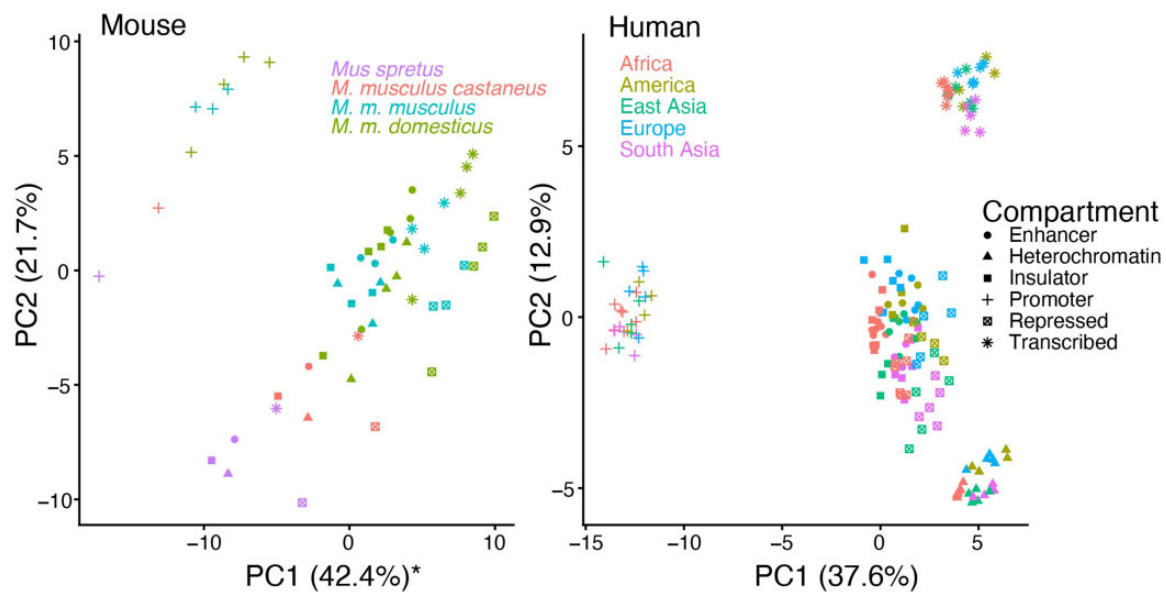 Mouse
Mus spretus
M. musculus castaneus
M. m. musculus
M. m. domesticus
10
5
0
−5
−10
PC2 (21.7%)
−10
0
10
PC1 (42.4%)*
Human
Africa
America
East Asia
Europe
South Asia
5
0
−5
PC2 (12.9%)
−15
−10
−5
0
5
PC1 (37.6%)
Compartment
Enhancer
Heterochromatin
Insulator
Promoter
Repressed
Transcribed